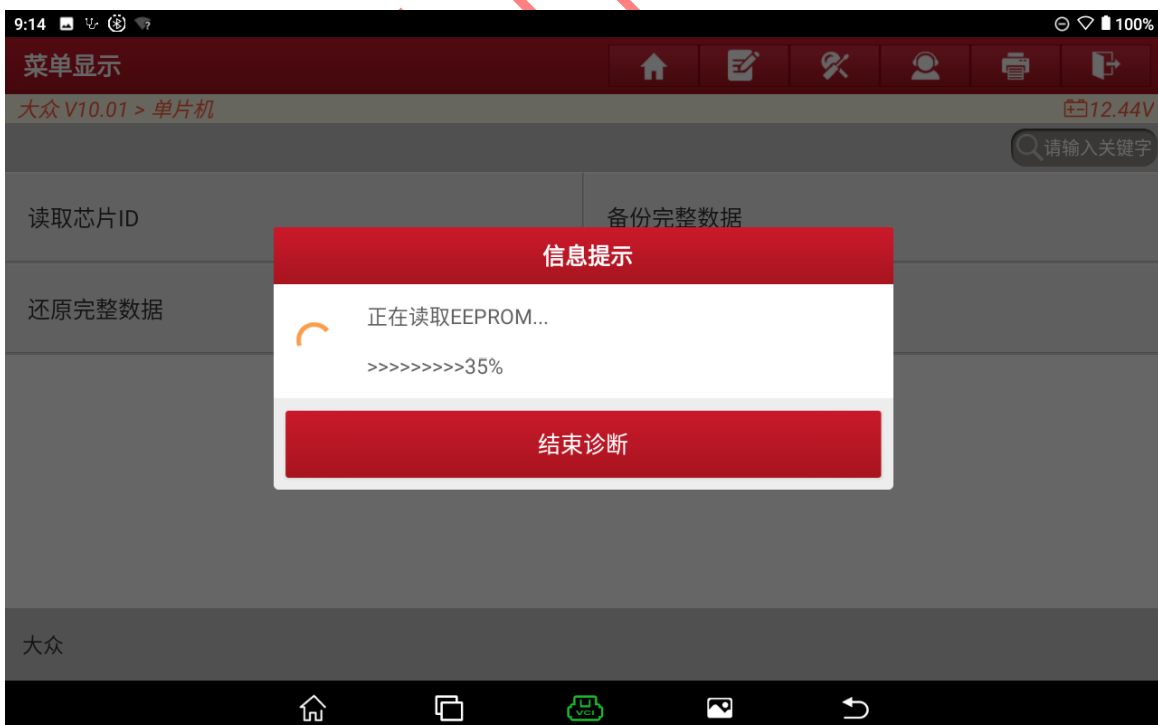 9:14
100%
菜单显示
大众 V10.01 > 单片机
12.44V
请输入关键字
读取芯片ID
备份完整数据
信息提示
还原完整数据
正在读取EEPROM...
>>>>>>>>>35%
结束诊断
大众
VCI